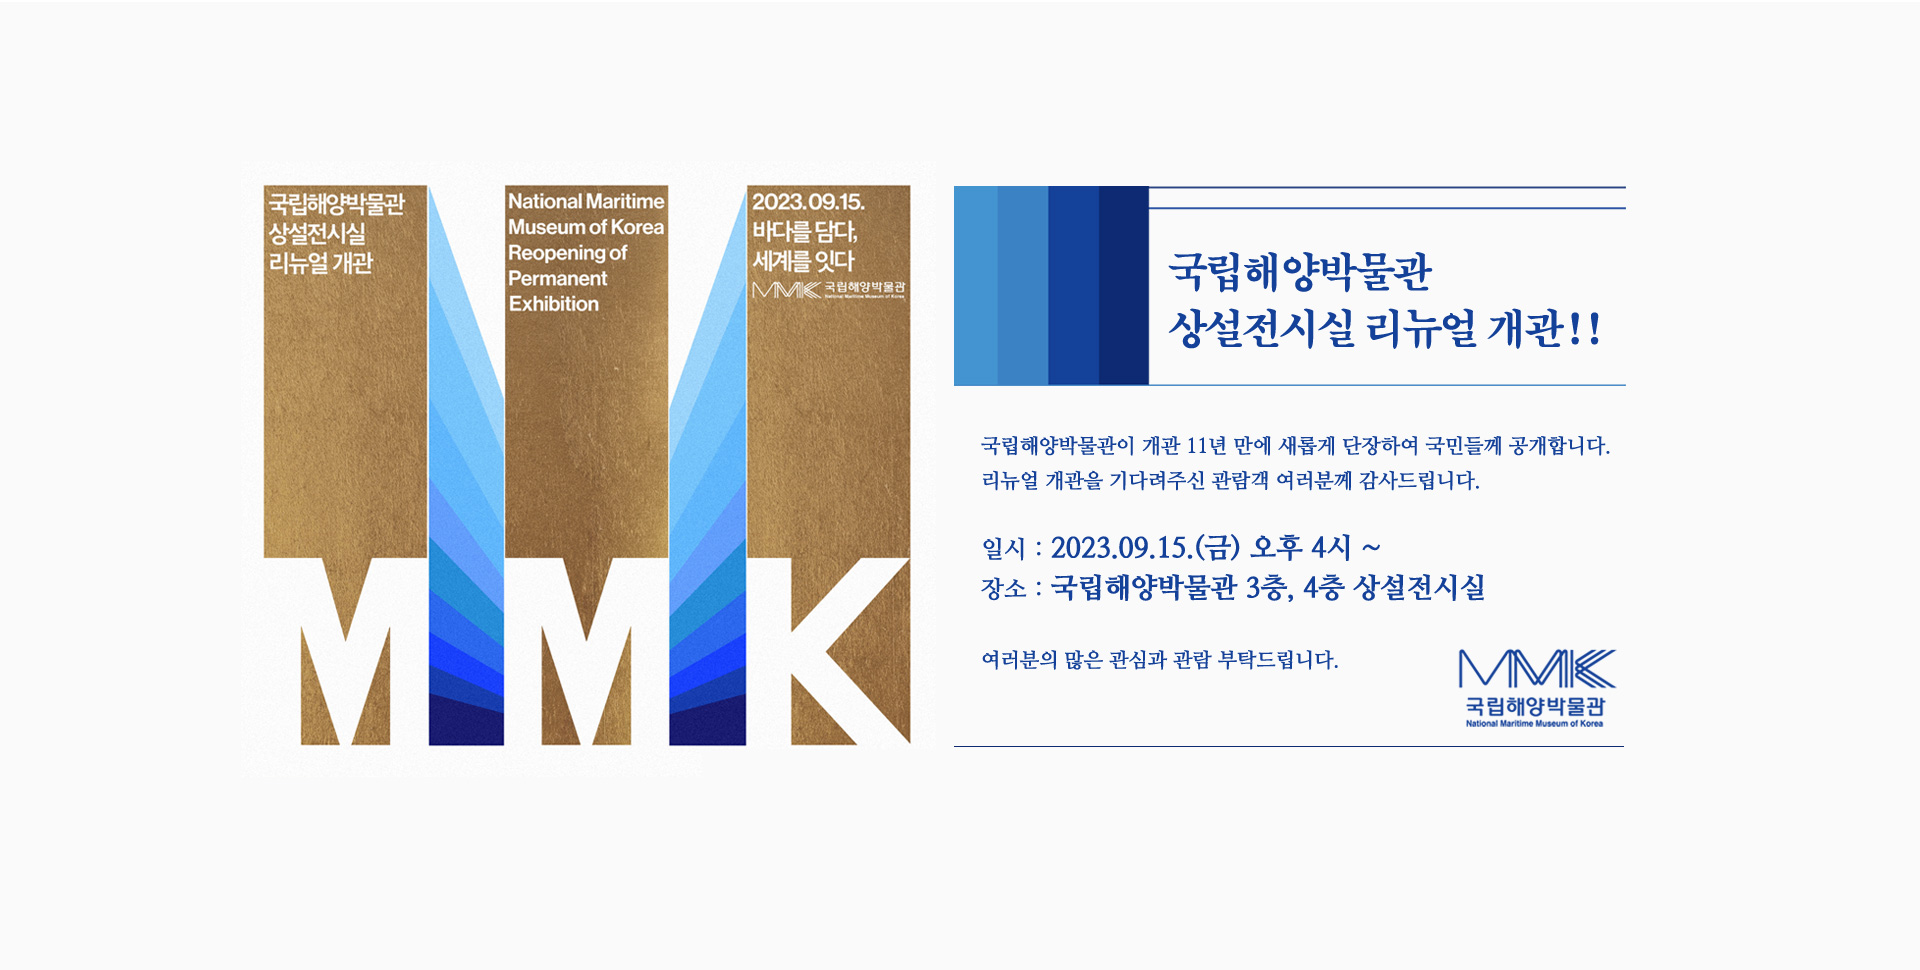 국립해양박물관
상설전시실
리뉴얼 개관
National Maritime
Museum of Korea
Reopening of
Permanent
Exhibition
2023.09.15.
바다를 담다,
세계를 잇다
MMK 국립해양박물관
National Maritime Museum of Korea
MMK
국립해양박물관
상설전시실 리뉴얼 개관!!
국립해양박물관이 개관 11년 만에 새롭게 단장하여 국민들께 공개합니다.
리뉴얼 개관을 기다려주신 관람객 여러분께 감사드립니다.
일시 : 2023.09.15.(금) 오후 4시 ~
장소 : 국립해양박물관 3층, 4층 상설전시실
여러분의 많은 관심과 관람 부탁드립니다.
MMK
국립해양박물관
National Maritime Museum of Korea